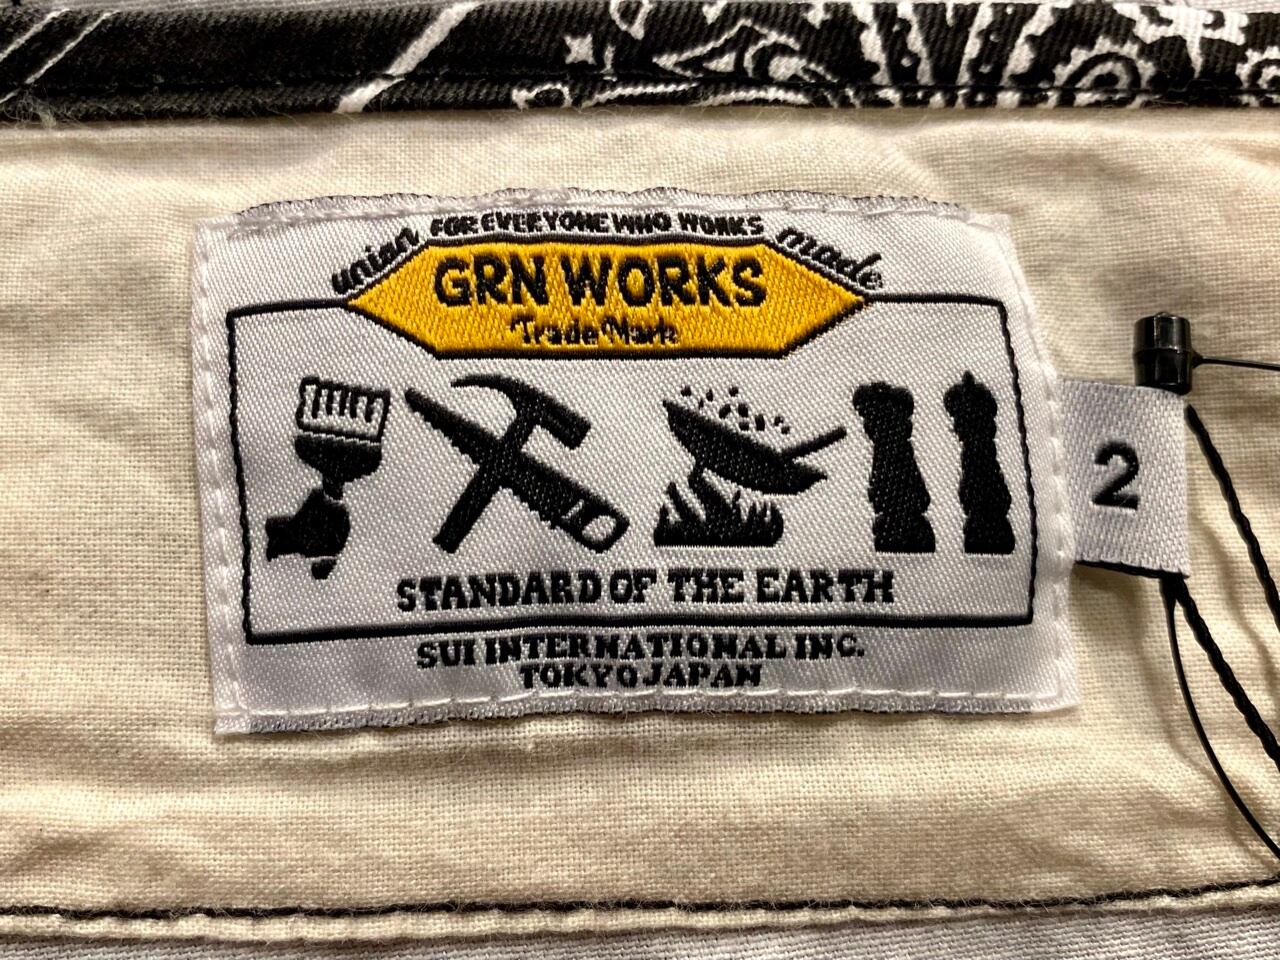 union FOR EVERYONE WHO WORKS made
GRN WORKS
Trade Mark
STANDARD OF THE EARTH
SUI INTERNATIONAL INC.
TOKYO JAPAN
2